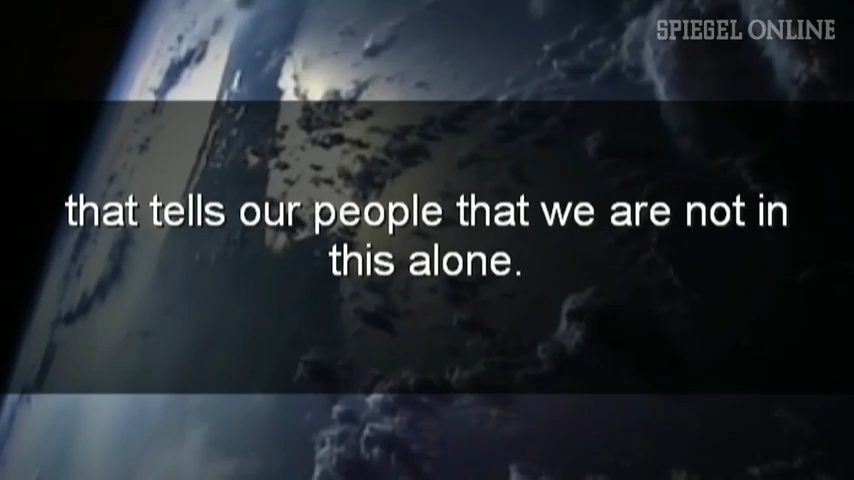 SPIEGEL ONLINE
that tells our people that we are not in
this alone.